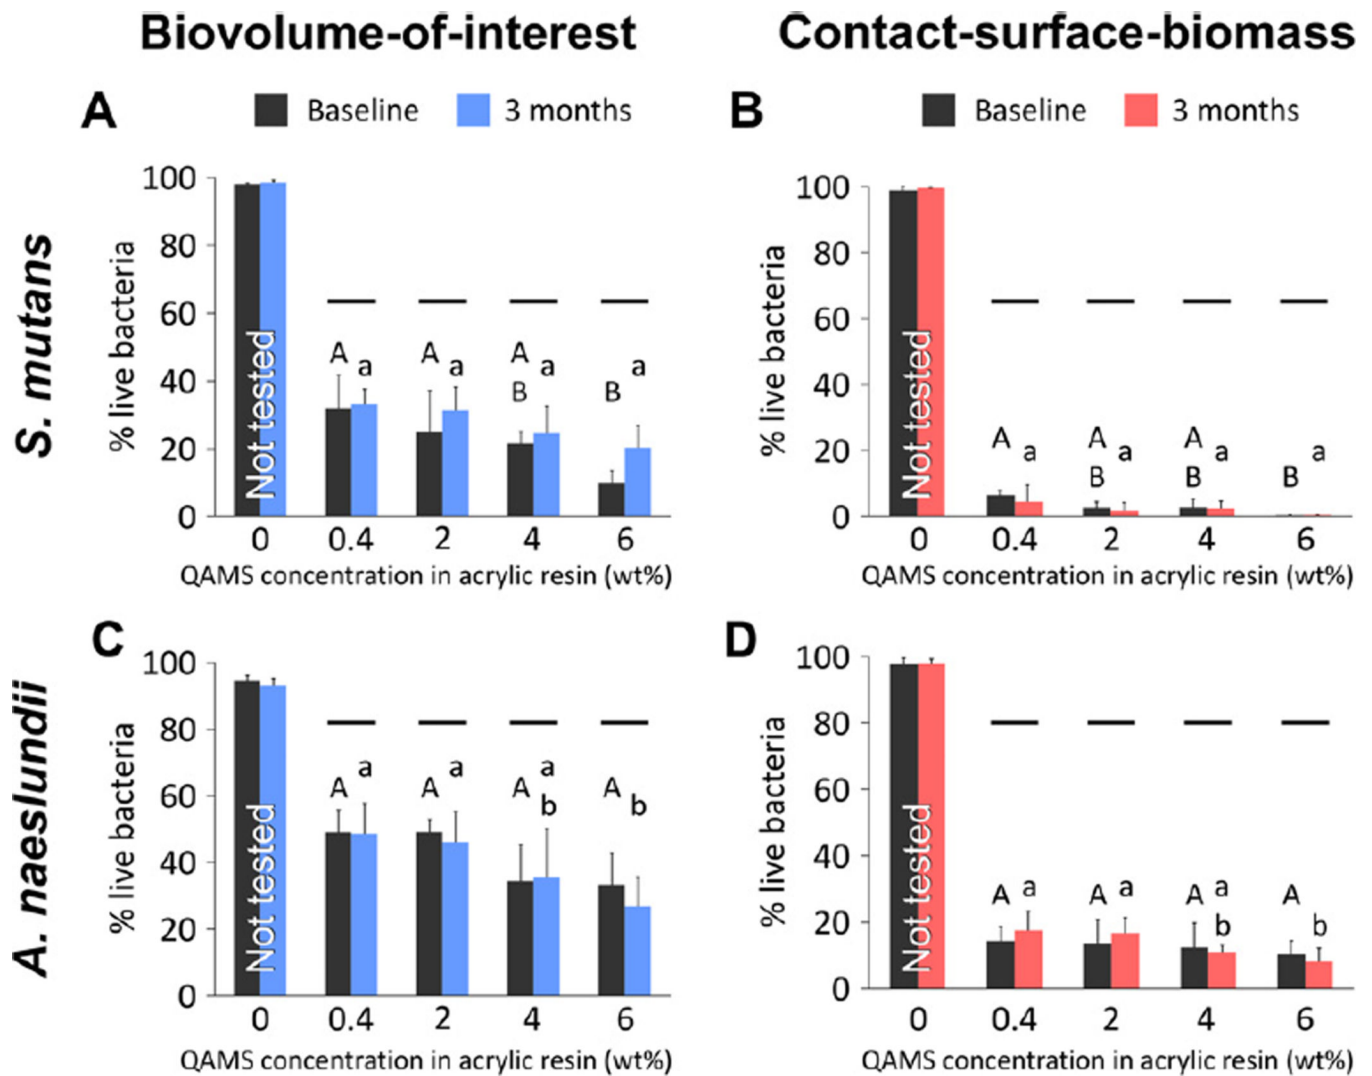 Biovolume-of-interest
Contact-surface-biomass
A
Baseline
3 months
B
Baseline
3 months
S. mutans
% live bacteria
100
80
60
40
20
0
Not tested
A a
A a
A a
B
B a
0 0.4 2 4 6
QAMS concentration in acrylic resin (wt%)
% live bacteria
100
80
60
40
20
0
Not tested
A a
A a
B
A a
B
B a
0 0.4 2 4 6
QAMS concentration in acrylic resin (wt%)
A. naeslundii
C
% live bacteria
100
80
60
40
20
0
Not tested
A a
A a
A a
b
A b
0 0.4 2 4 6
QAMS concentration in acrylic resin (wt%)
D
% live bacteria
100
80
60
40
20
0
Not tested
A a
A a
A a
b
A b
0 0.4 2 4 6
QAMS concentration in acrylic resin (wt%)